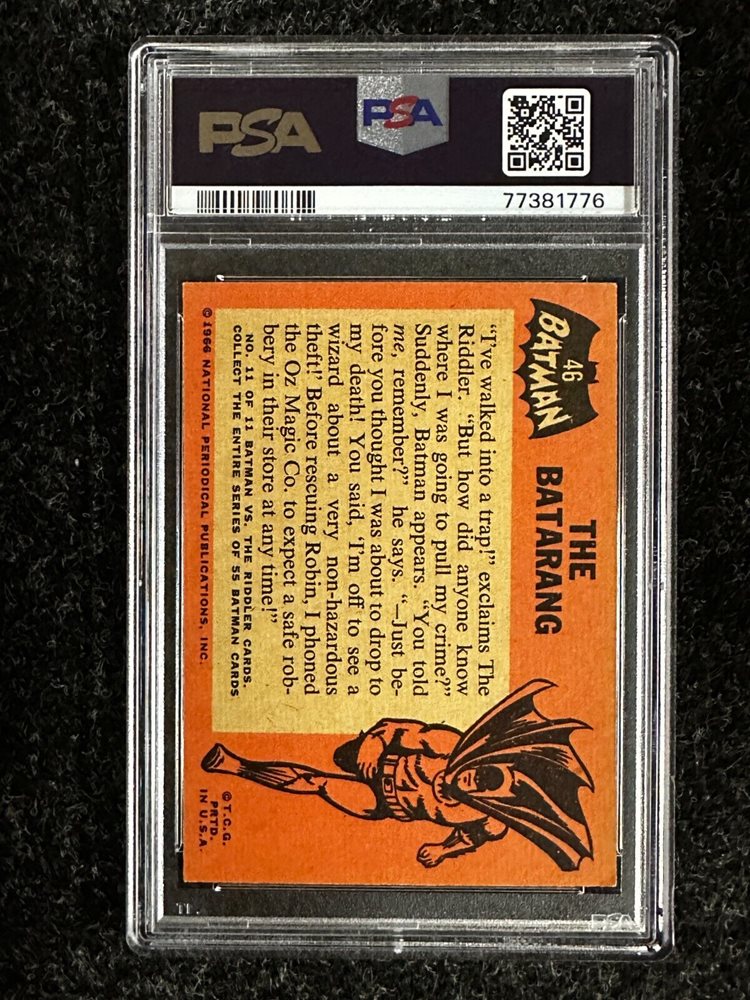 PSA
PSA
77381776
BATMAN
46
THE
BATARANG
"I've walked into a trap!" exclaims The
Riddler. "But how did anyone know
where I was going to pull my crime?"
Suddenly, Batman appears. "You told
me, remember?" he says. "—Just be-
fore you thought I was about to drop to
my death! You said, 'I'm off to see a
wizard about a very non-hazardous
theft!' Before rescuing Robin, I phoned
the Oz Magic Co. to expect a safe rob-
bery in their store at any time!"
NO. 11 OF 11 BATMAN VS. THE RIDDLER CARDS.
COLLECT THE ENTIRE SERIES OF 55 BATMAN CARDS
© 1966 NATIONAL PERIODICAL PUBLICATIONS, INC.
© T.C.G.
PRTD.
IN U.S.A.
PSA